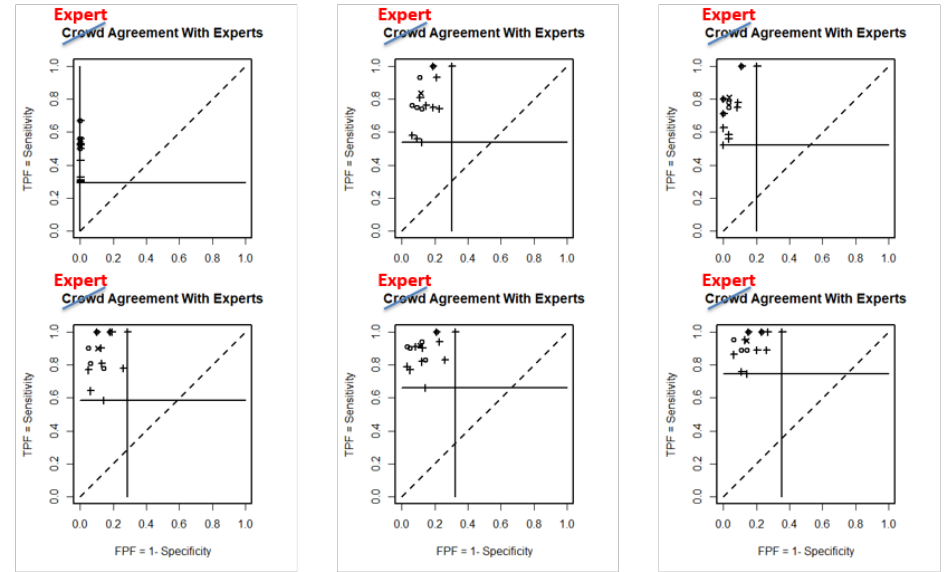 Expert Expert Expert
Crowd Agreement With Experts Crowd Agreement With Experts Crowd Agreement With Experts
TPF = Sensitivity TPF = Sensitivity TPF = Sensitivity
1.0 1.0 1.0
0.8 0.8 0.8
0.6 0.6 0.6
0.4 0.4 0.4
0.2 0.2 0.2
0.0 0.0 0.0
0.0 0.2 0.4 0.6 0.8 1.0 0.0 0.2 0.4 0.6 0.8 1.0 0.0 0.2 0.4 0.6 0.8 1.0
Expert Expert Expert
Crowd Agreement With Experts Crowd Agreement With Experts Crowd Agreement With Experts
TPF = Sensitivity TPF = Sensitivity TPF = Sensitivity
1.0 1.0 1.0
0.8 0.8 0.8
0.6 0.6 0.6
0.4 0.4 0.4
0.2 0.2 0.2
0.0 0.0 0.0
0.0 0.2 0.4 0.6 0.8 1.0 0.0 0.2 0.4 0.6 0.8 1.0 0.0 0.2 0.4 0.6 0.8 1.0
FPF = 1- Specificity FPF = 1- Specificity FPF = 1- Specificity